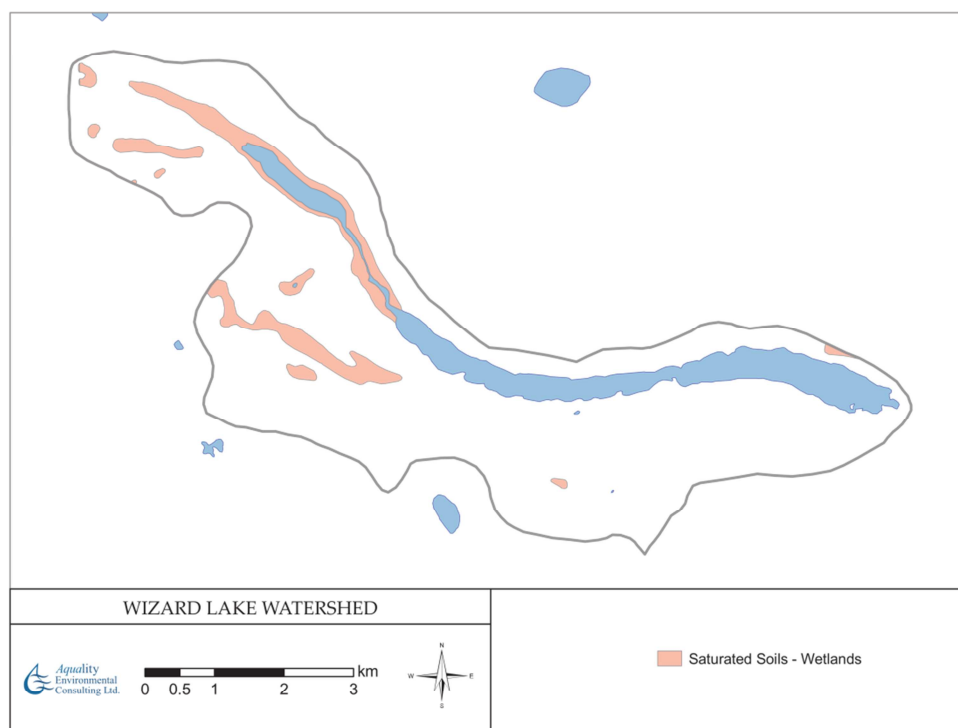 WIZARD LAKE WATERSHED
Aquality
Environmental
Consulting Ltd.
km
0 0.5 1 2 3
N
W E
S
Saturated Soils - Wetlands